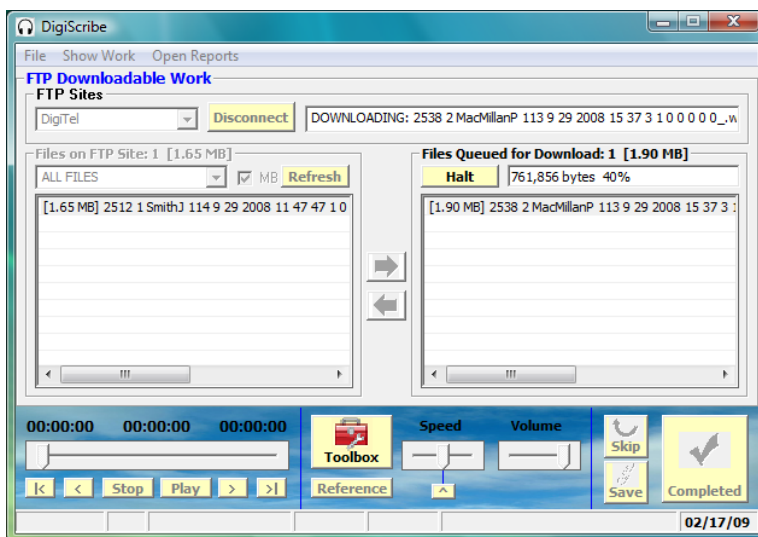 DigiScribe
File Show Work Open Reports
FTP Downloadable Work
FTP Sites
DigiTel
Disconnect
DOWNLOADING: 2538 2 MacMillanP 113 9 29 2008 15 37 3 1 0 0 0 0 0_.w
Files on FTP Site: 1 [1.65 MB]
ALL FILES
MB
Refresh
[1.65 MB] 2512 1 SmithJ 114 9 29 2008 11 47 47 1 0
Files Queued for Download: 1 [1.90 MB]
Halt
761,856 bytes 40%
[1.90 MB] 2538 2 MacMillanP 113 9 29 2008 15 37 3 1
00:00:00 00:00:00 00:00:00
|< < Stop Play > >|
Toolbox
Reference
Speed
^
Volume
Skip
Save
Completed
02/17/09